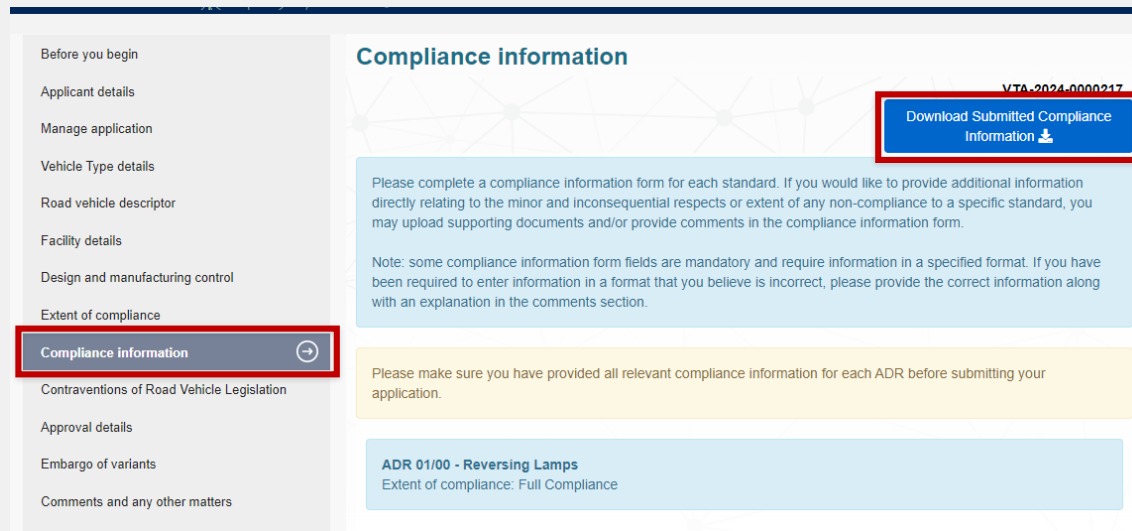 Before you begin
Applicant details
Manage application
Vehicle Type details
Road vehicle descriptor
Facility details
Design and manufacturing control
Extent of compliance
Compliance information
Contraventions of Road Vehicle Legislation
Approval details
Embargo of variants
Comments and any other matters
Compliance information
VTA-2024-0000217
Download Submitted Compliance
Information
Please complete a compliance information form for each standard. If you would like to provide additional information
directly relating to the minor and inconsequential respects or extent of any non-compliance to a specific standard, you
may upload supporting documents and/or provide comments in the compliance information form.
Note: some compliance information form fields are mandatory and require information in a specified format. If you have
been required to enter information in a format that you believe is incorrect, please provide the correct information along
with an explanation in the comments section.
Please make sure you have provided all relevant compliance information for each ADR before submitting your
application.
ADR 01/00 - Reversing Lamps
Extent of compliance: Full Compliance